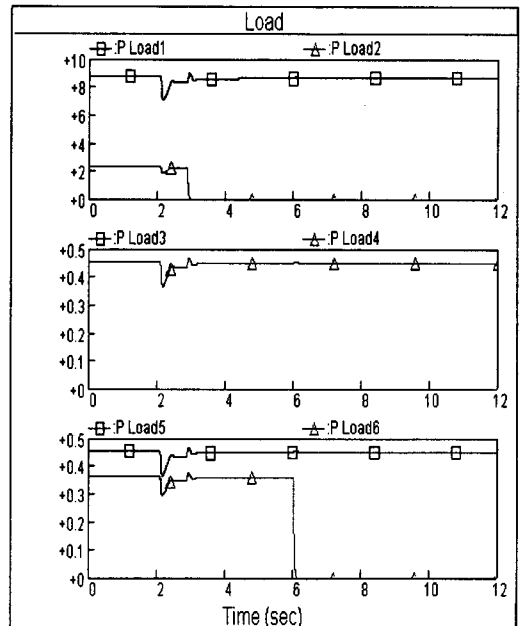 Load
:P Load1 :P Load2
+10
+8
+6
+4
+2
+0
0 2 4 6 8 10 12
:P Load3 :P Load4
+0.5
+0.4
+0.3
+0.2
+0.1
+0
0 2 4 6 8 10 12
:P Load5 :P Load6
+0.5
+0.4
+0.3
+0.2
+0.1
+0
0 2 4 6 8 10 12
Time (sec)